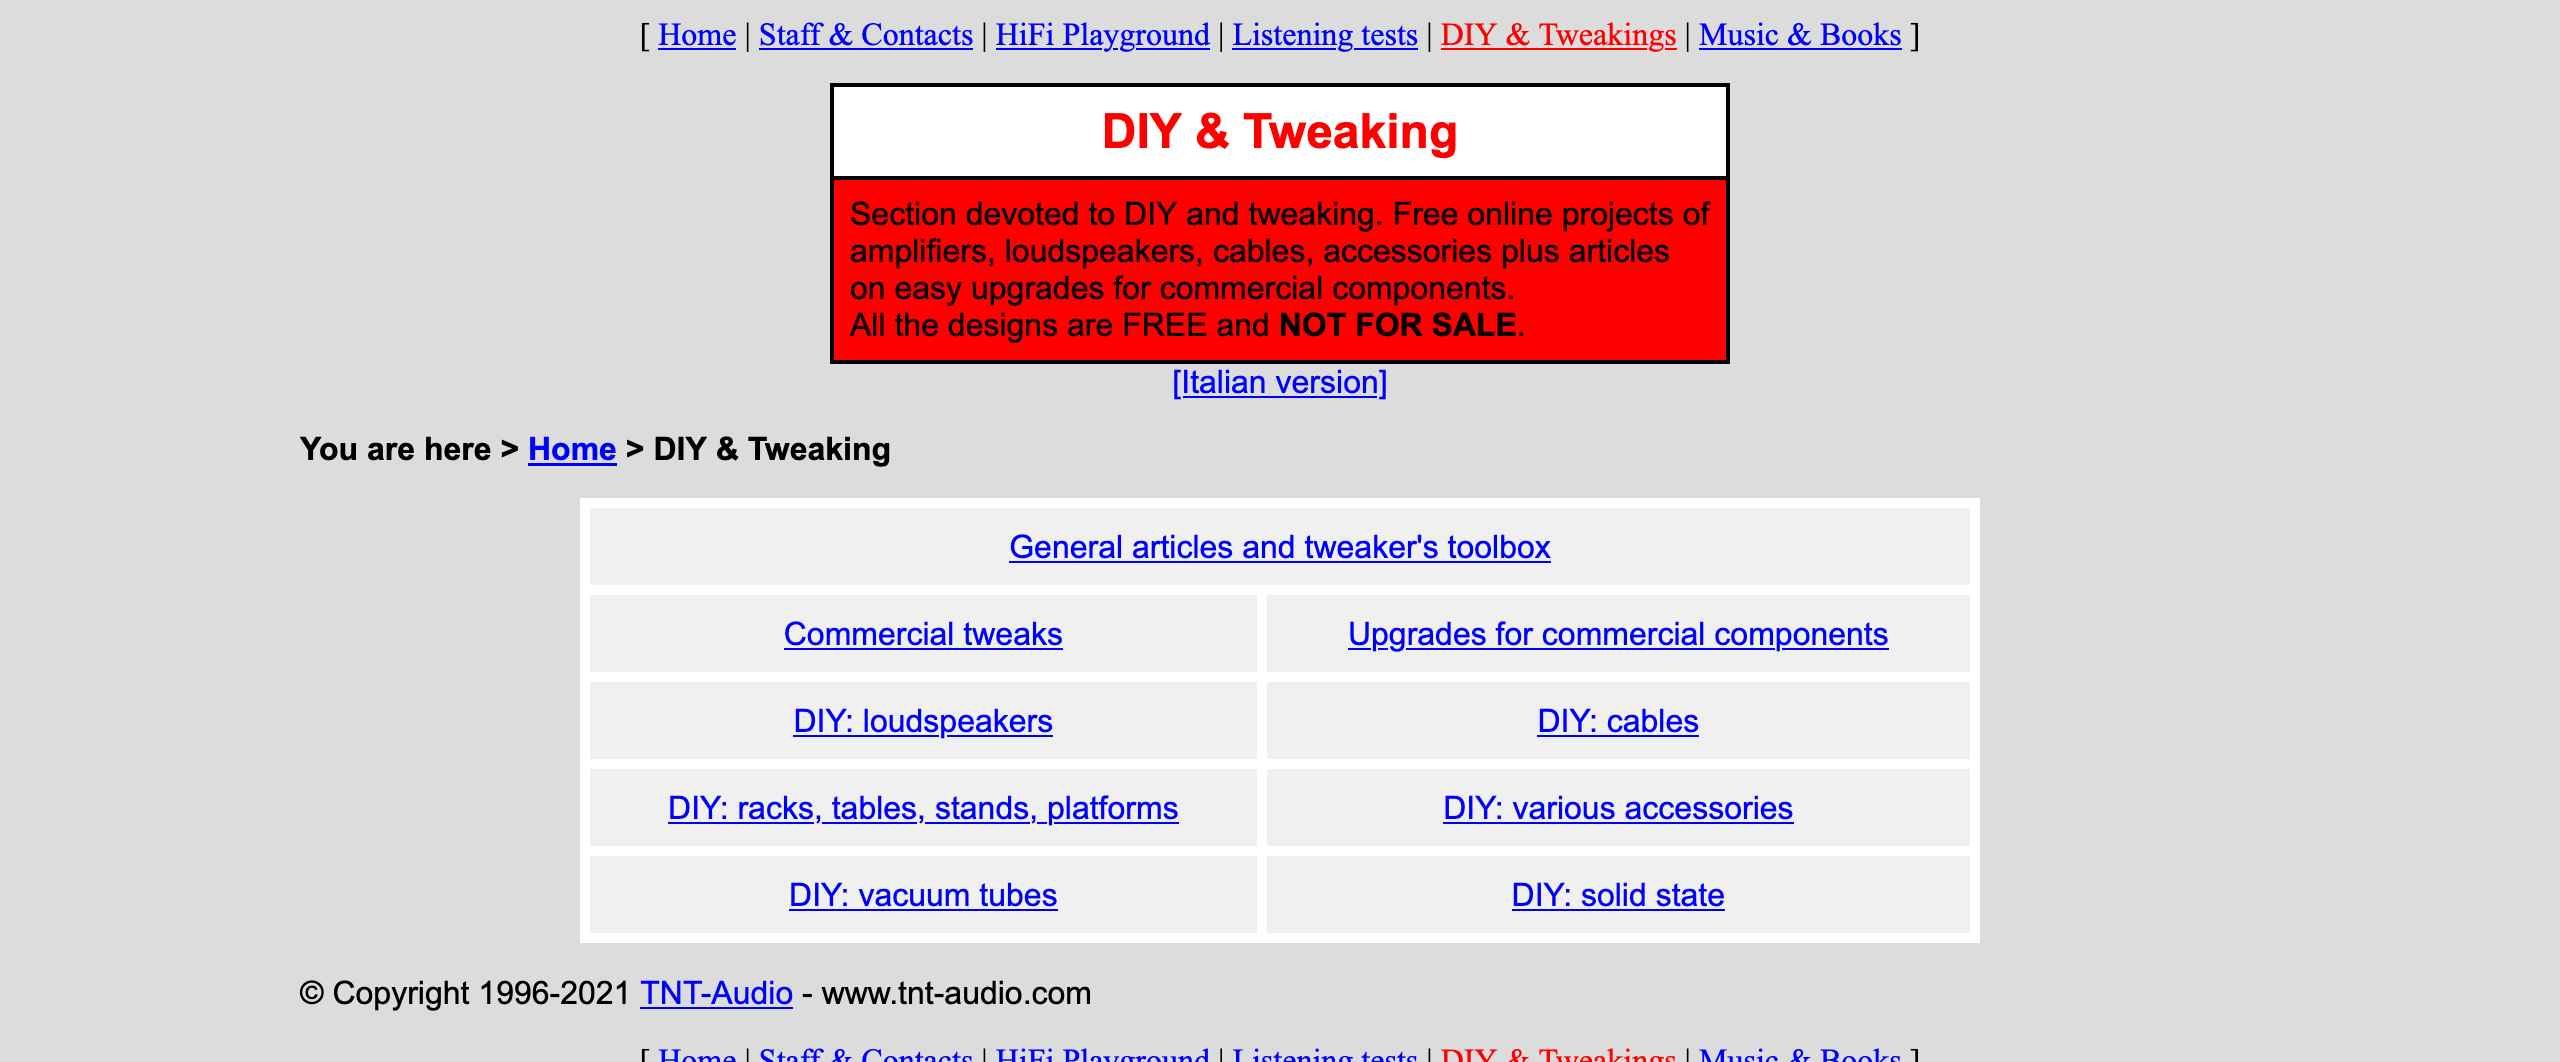 [ Home | Staff & Contacts | HiFi Playground | Listening tests | DIY & Tweakings | Music & Books ]
DIY & Tweaking
Section devoted to DIY and tweaking. Free online projects of
amplifiers, loudspeakers, cables, accessories plus articles
on easy upgrades for commercial components.
All the designs are FREE and NOT FOR SALE.
[Italian version]
You are here > Home > DIY & Tweaking
General articles and tweaker's toolbox
Commercial tweaks
Upgrades for commercial components
DIY: loudspeakers
DIY: cables
DIY: racks, tables, stands, platforms
DIY: various accessories
DIY: vacuum tubes
DIY: solid state
© Copyright 1996-2021 TNT-Audio - www.tnt-audio.com
[ Home | Staff & Contacts | HiFi Playground | Listening tests | DIY & Tweakings | Music & Books ]